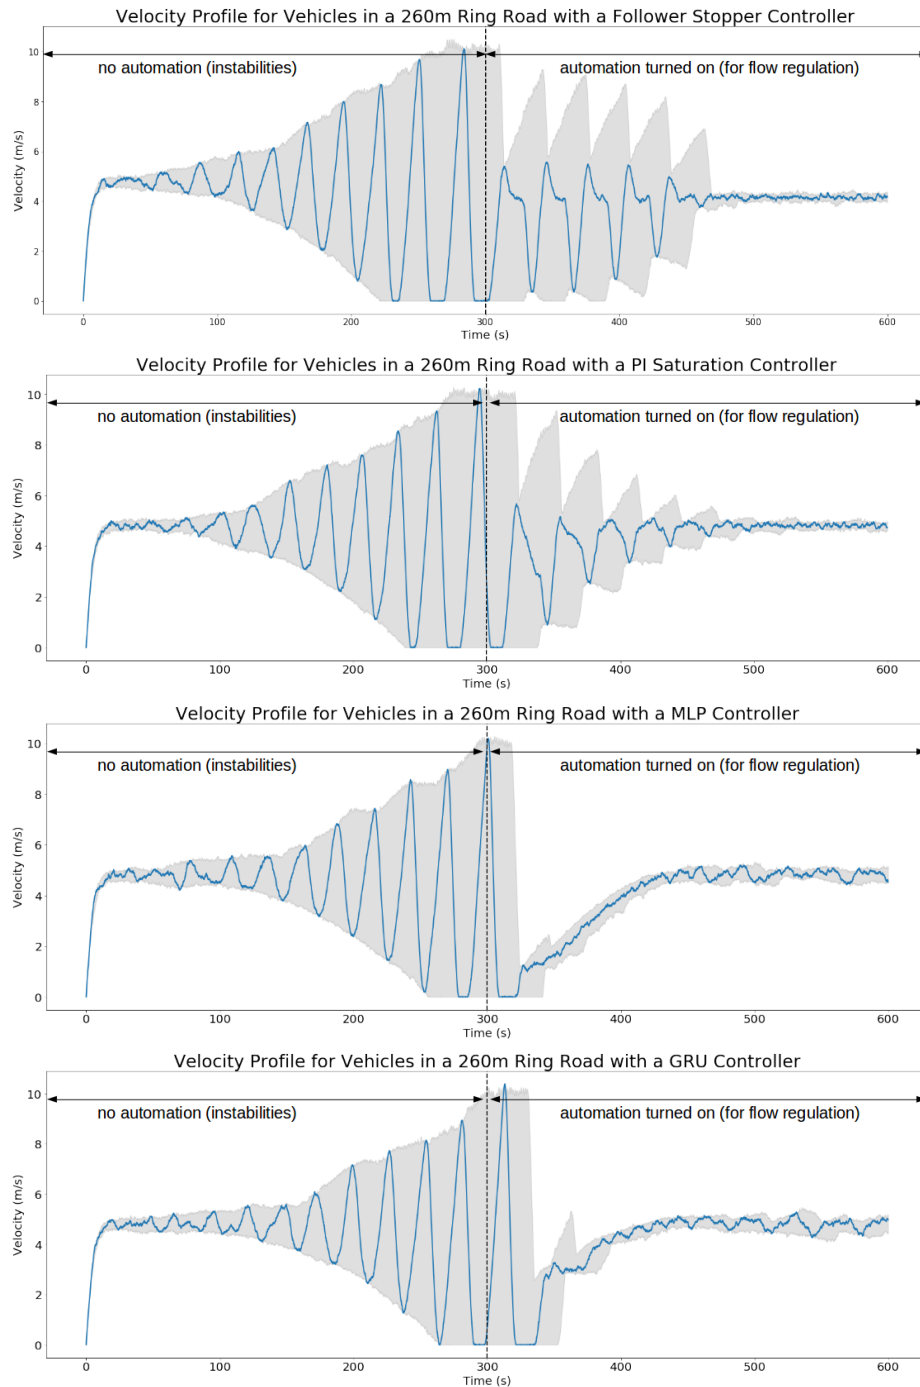 Velocity Profile for Vehicles in a 260m Ring Road with a Follower Stopper Controller
no automation (instabilities)
automation turned on (for flow regulation)
Velocity (m/s)
10
8
6
4
2
0
0 100 200 300 400 500 600
Time (s)
Velocity Profile for Vehicles in a 260m Ring Road with a PI Saturation Controller
no automation (instabilities)
automation turned on (for flow regulation)
Velocity (m/s)
10
8
6
4
2
0
0 100 200 300 400 500 600
Time (s)
Velocity Profile for Vehicles in a 260m Ring Road with a MLP Controller
no automation (instabilities)
automation turned on (for flow regulation)
Velocity (m/s)
10
8
6
4
2
0
0 100 200 300 400 500 600
Time (s)
Velocity Profile for Vehicles in a 260m Ring Road with a GRU Controller
no automation (instabilities)
automation turned on (for flow regulation)
Velocity (m/s)
10
8
6
4
2
0
0 100 200 300 400 500 600
Time (s)